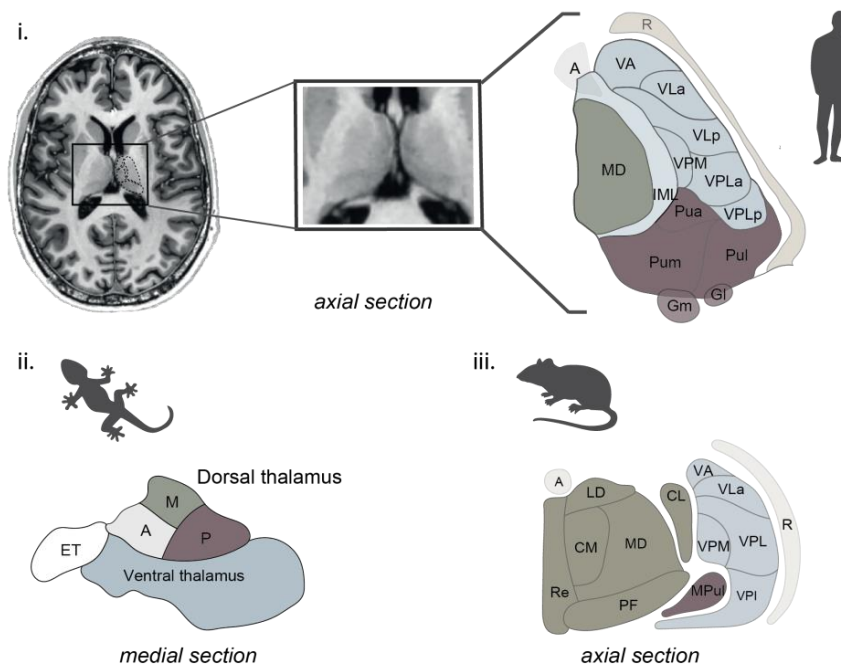 i.
R
A
VA
VLa
VLp
MD
VPM
VPLa
IML
VPLp
Pua
Pum
Pul
Gm
Gl
axial section
ii.
Dorsal thalamus
M
A
P
ET
Ventral thalamus
medial section
iii.
A
LD
CL
VA
VLa
R
CM
MD
VPM
VPL
Re
MPul
VPI
PF
axial section